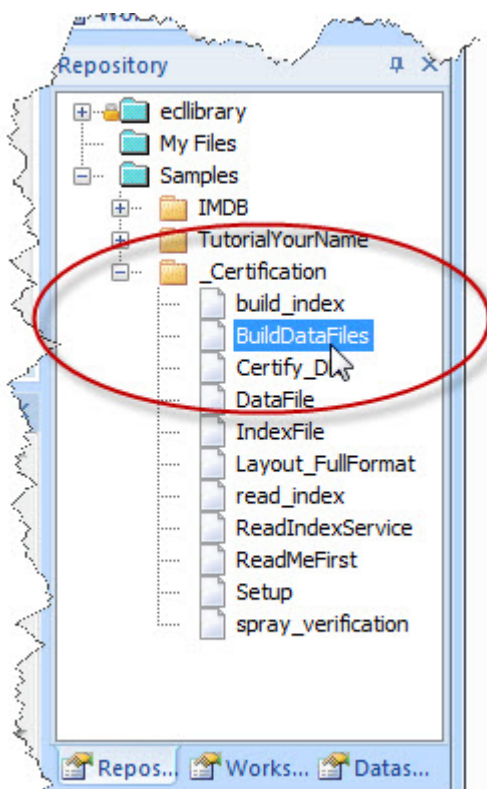 Repository
ecllibrary
My Files
Samples
IMDB
TutorialYourName
_Certification
build_index
BuildDataFiles
Certify_D
DataFile
IndexFile
Layout_FullFormat
read_index
ReadIndexService
ReadMeFirst
Setup
spray_verification
Repos... Works... Datas...